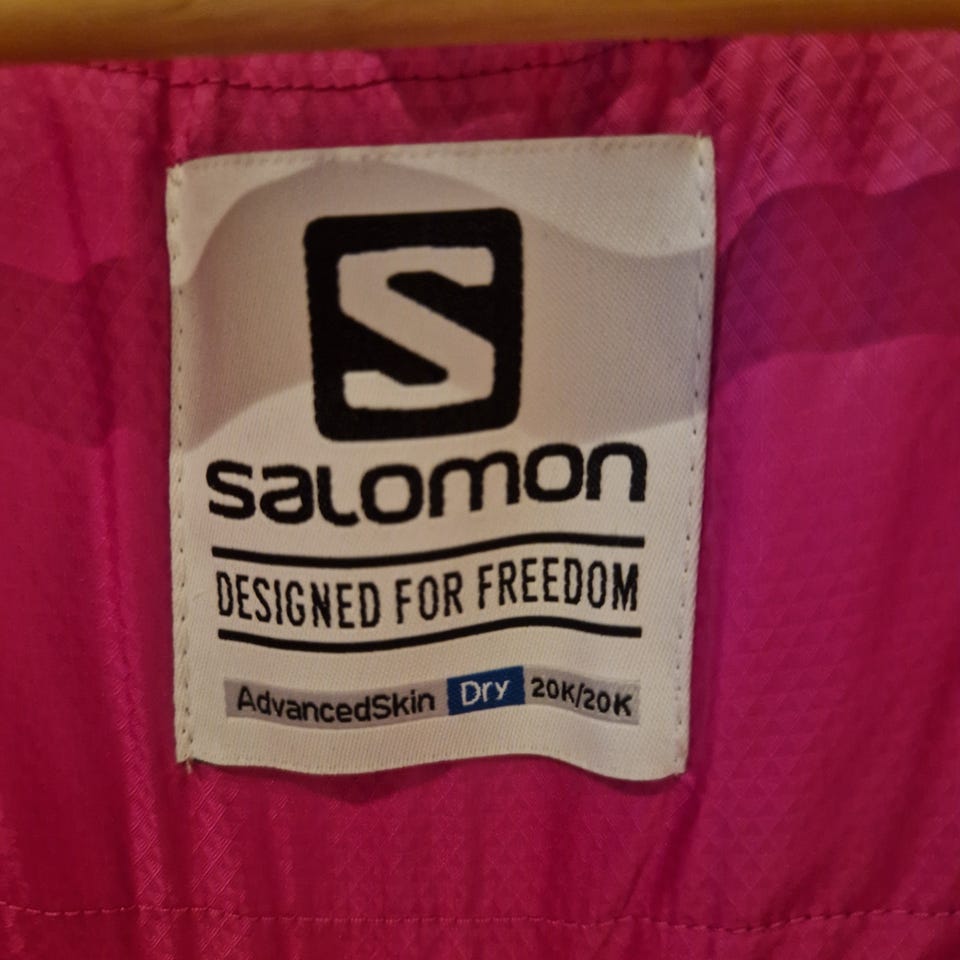 S
salomon
DESIGNED FOR FREEDOM
AdvancedSkin Dry 20K/20K